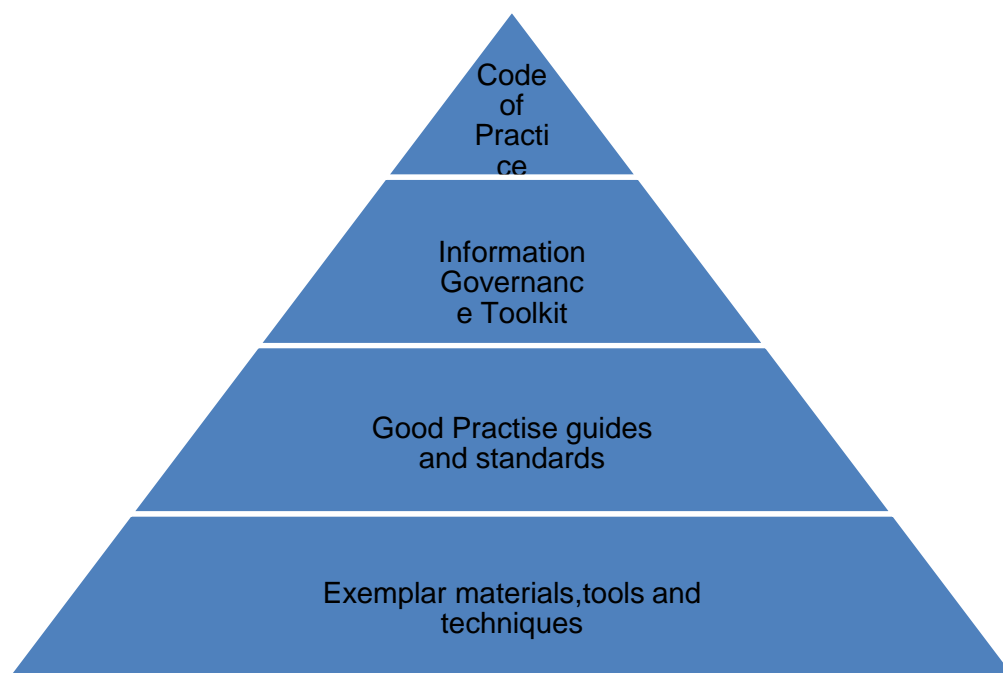 Code
of
Practi
ce
Information
Governanc
e Toolkit
Good Practise guides
and standards
Exemplar materials,tools and
techniques